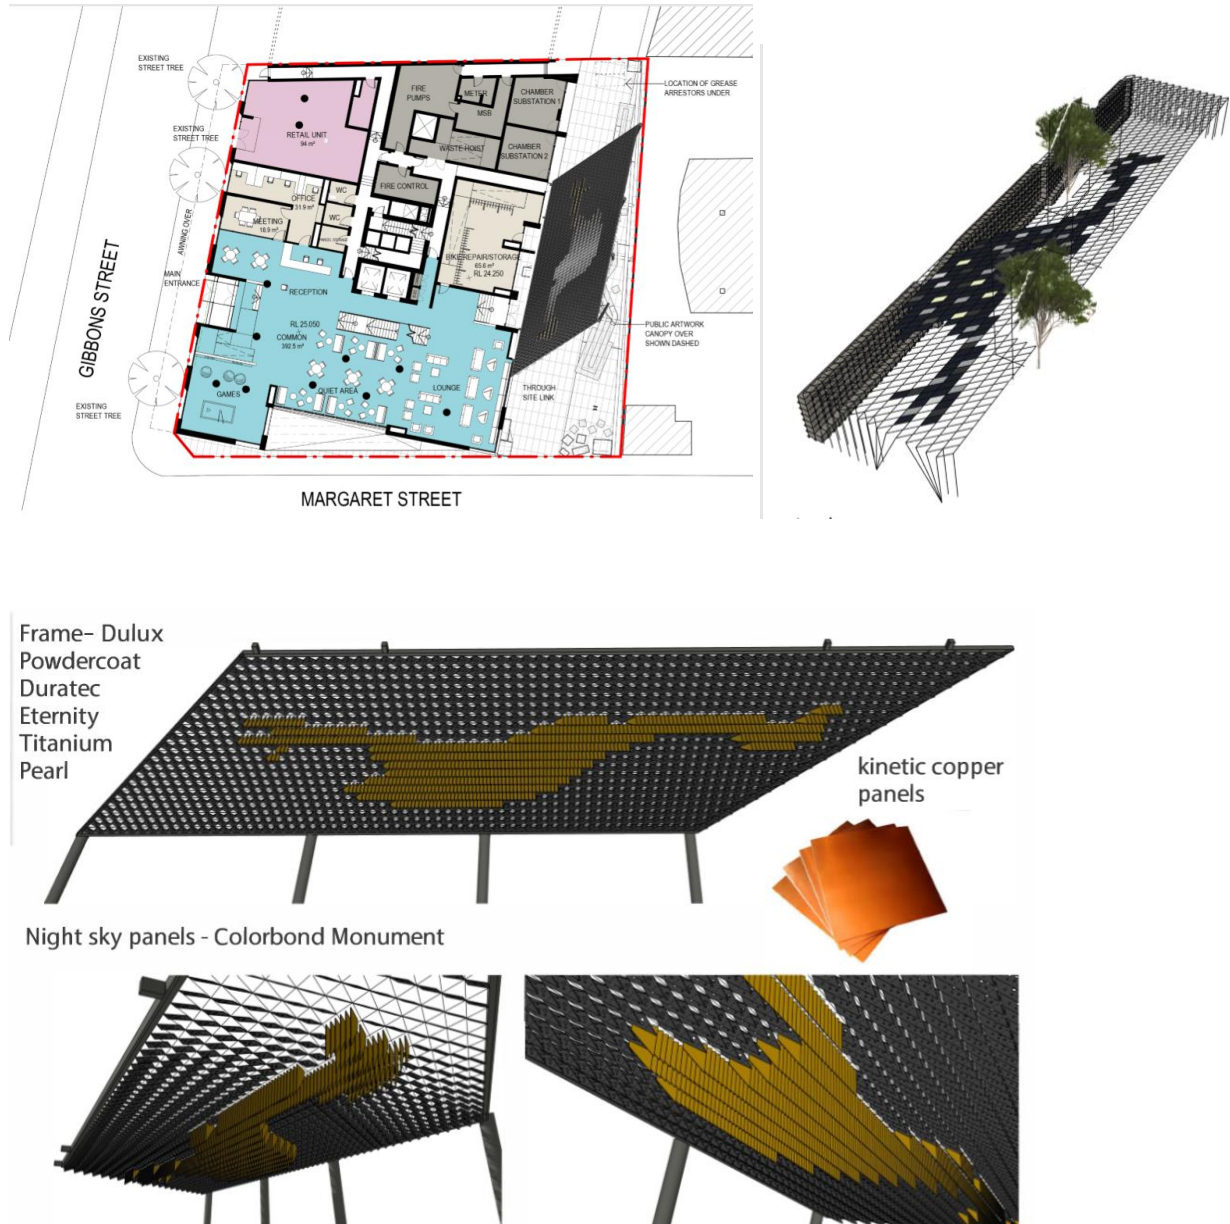 EXISTING
STREET TREE
EXISTING
STREET TREE
GIBBONS STREET
AWNING OVER
MAIN
ENTRANCE
EXISTING
STREET TREE
RETAIL UNIT
94 m²
FIRE
PUMPS
METER
MSB
CHAMBER
SUBSTATION 1
WASTE HOIST
CHAMBER
SUBSTATION 2
FIRE CONTROL
OFFICE
31.9 m²
WC
WC
MEETING
BIKE REPAIR/STORAGE
65.6 m²
RL 24.250
RECEPTION
RL 25.050
COMMON
392.5 m²
GAMES
QUIET AREA
LOUNGE
LOCATION OF GREASE
ARRESTORS UNDER
PUBLIC ARTWORK
CANOPY OVER
SHOWN DASHED
THROUGH
SITE LINK
MARGARET STREET
Frame- Dulux
Powdercoat
Duratec
Eternity
Titanium
Pearl
kinetic copper
panels
Night sky panels - Colorbond Monument